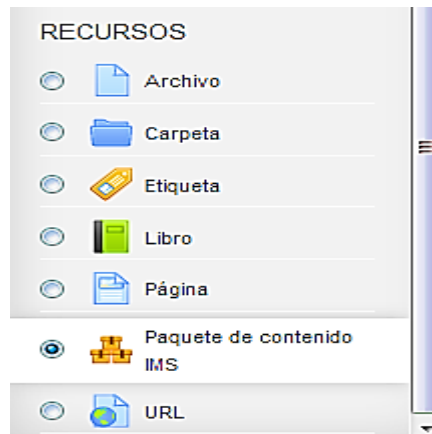 RECURSOS
Archivo
Carpeta
Etiqueta
Libro
Página
Paquete de contenido
IMS
URL